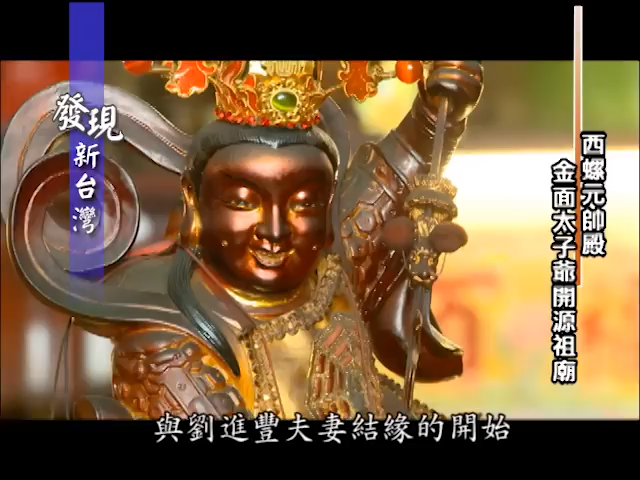 發現
新台灣
西螺元帥殿
金面太子爺開源祖廟
與劉進豐夫妻結緣的開始